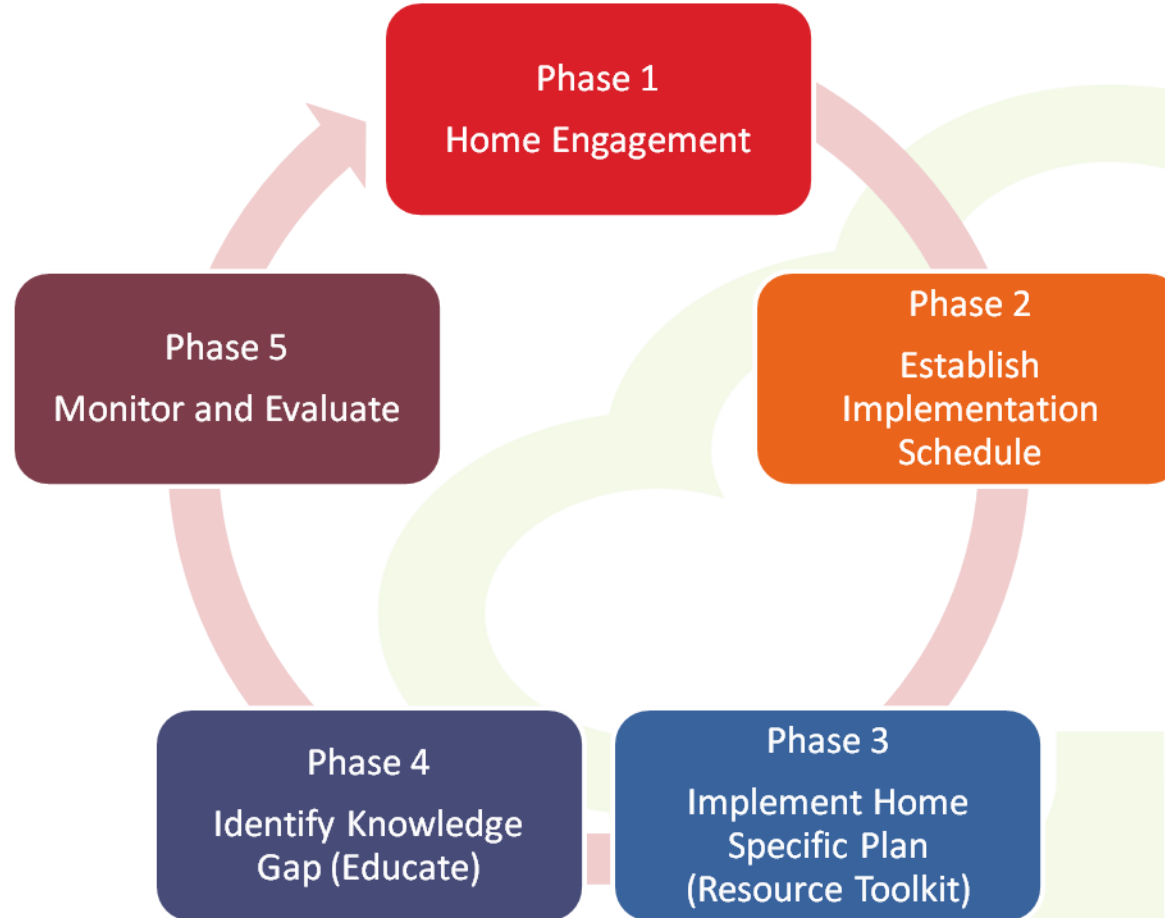 Phase 1
Home Engagement
Phase 2
Establish
Implementation
Schedule
Phase 3
Implement Home
Specific Plan
(Resource Toolkit)
Phase 4
Identify Knowledge
Gap (Educate)
Phase 5
Monitor and Evaluate